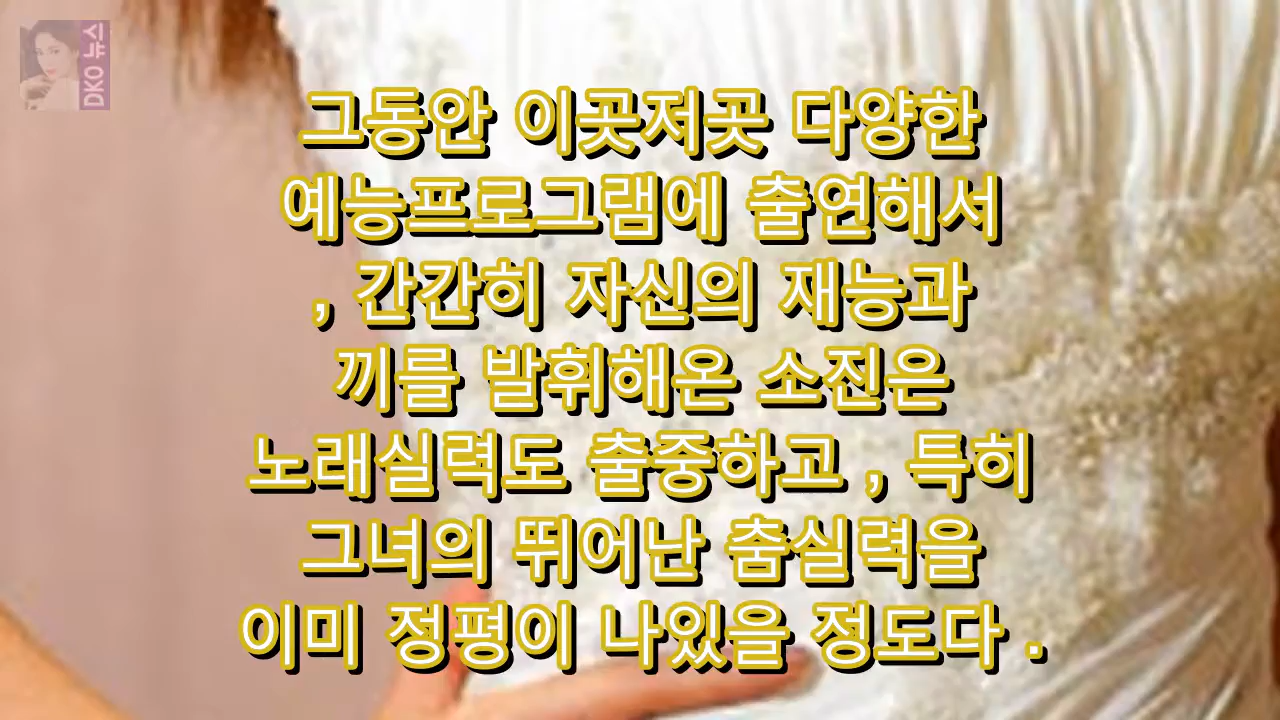 DKO 뉴스
그동안 이곳저곳 다양한
예능프로그램에 출연해서
, 간간히 자신의 재능과
끼를 발휘해온 소진은
노래실력도 출중하고 , 특히
그녀의 뛰어난 춤실력을
이미 정평이 나있을 정도다 .